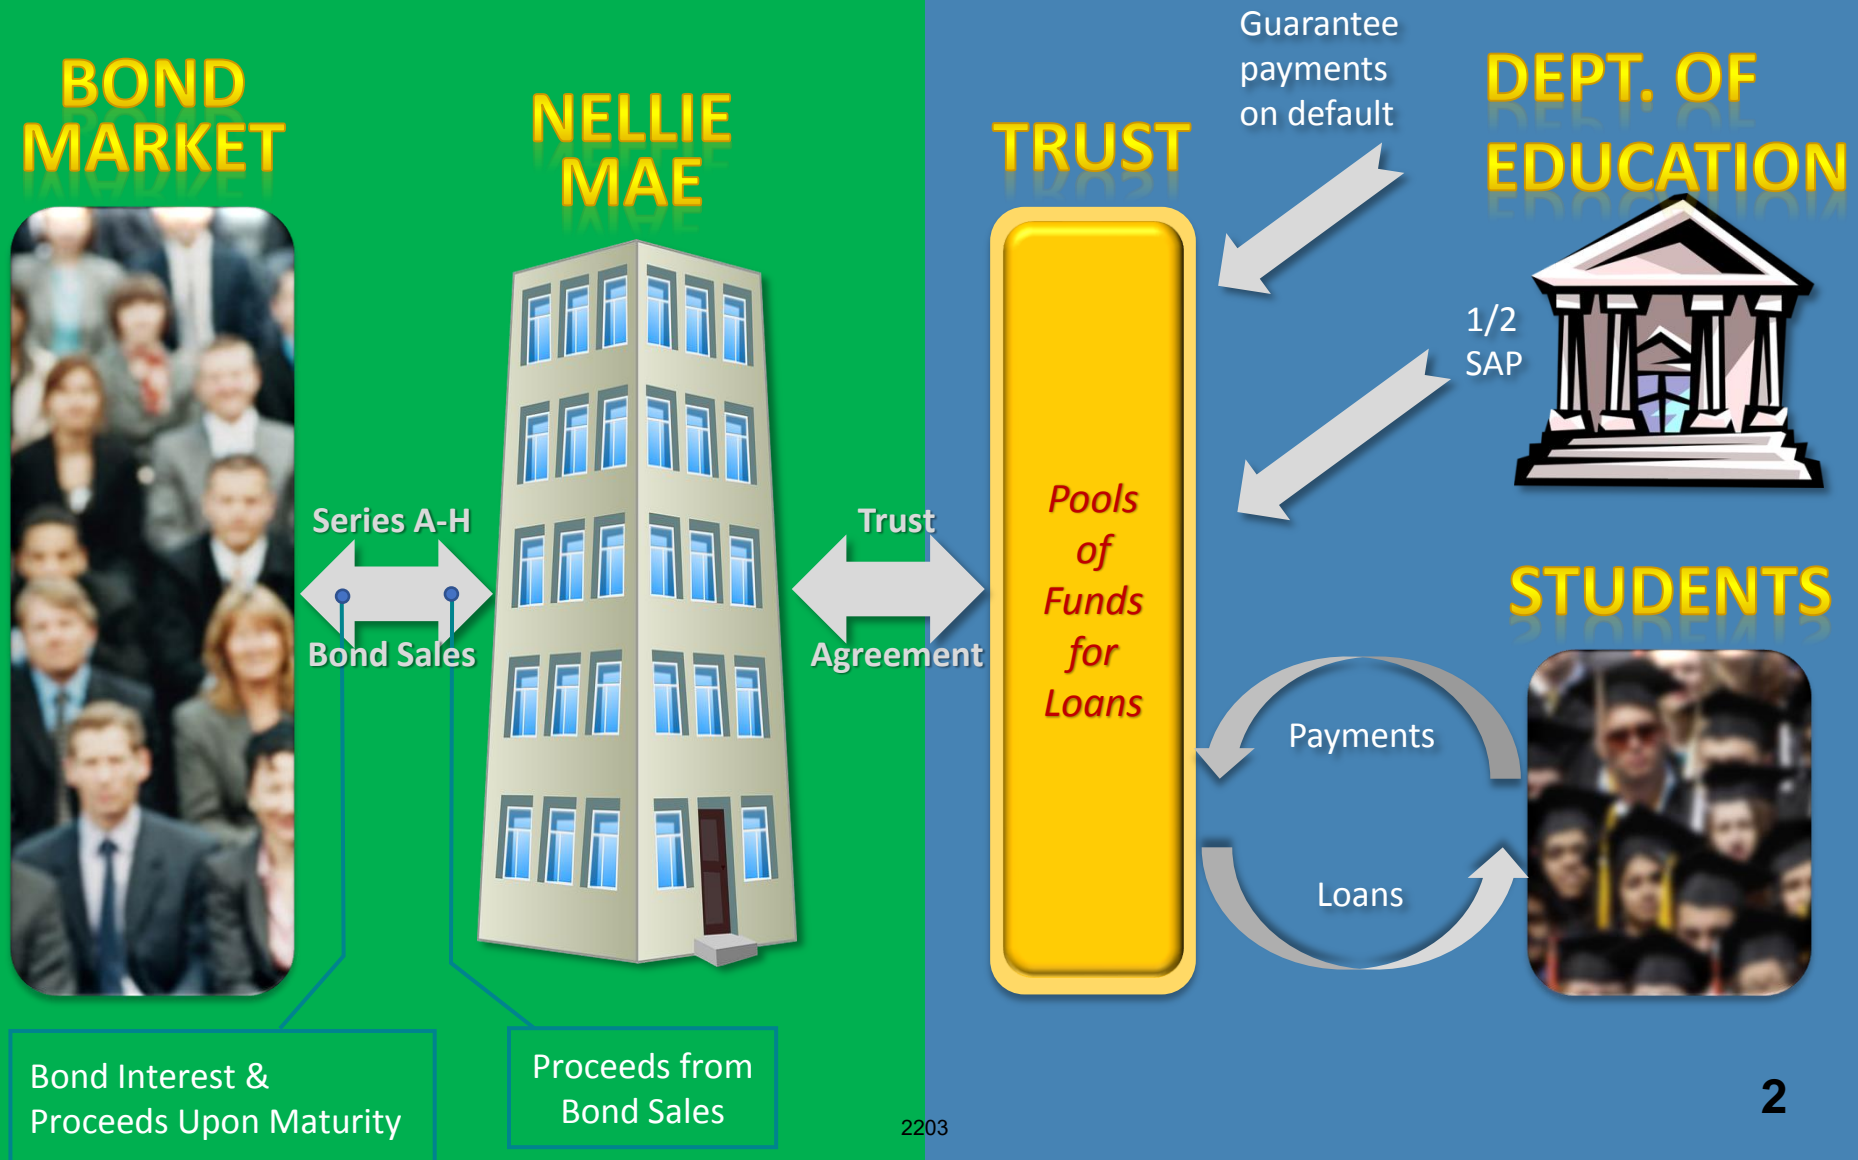 BOND
MARKET
NELLIE
MAE
TRUST
Guarantee
payments
on default
DEPT. OF
EDUCATION
1/2
SAP
Series A-H
Bond Sales
Trust
Agreement
Pools
of
Funds
for
Loans
STUDENTS
Payments
Loans
Bond Interest &
Proceeds Upon Maturity
Proceeds from
Bond Sales
2203
2